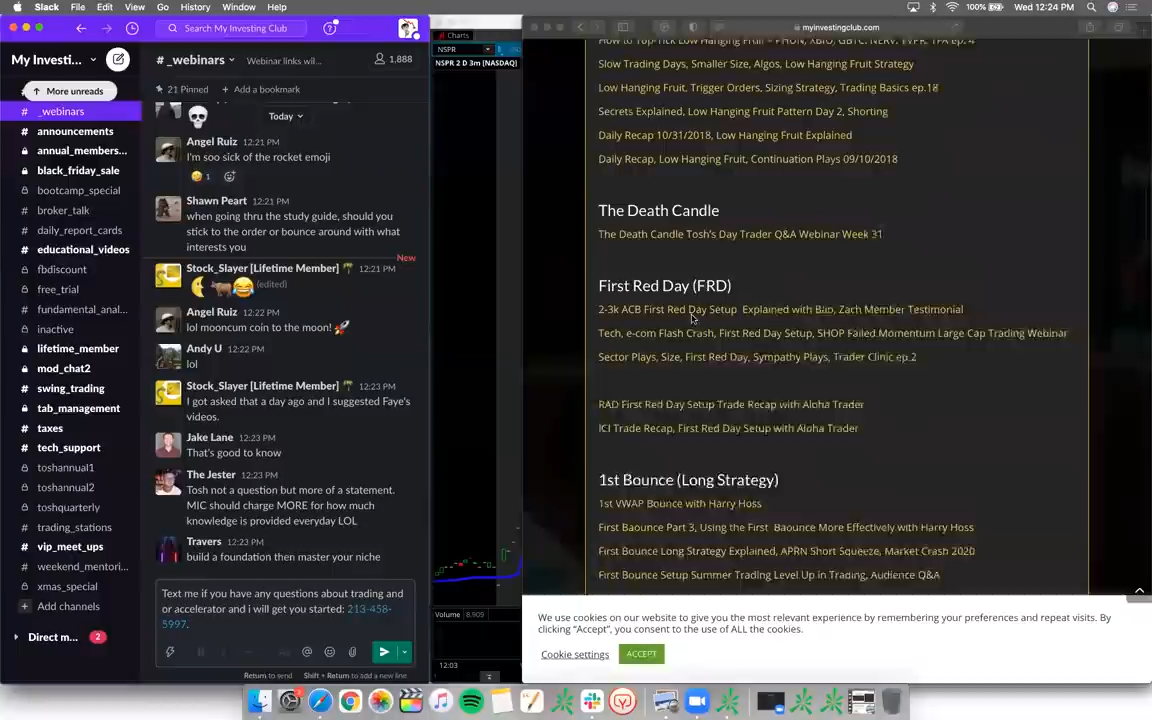 Slack File Edit View Go History Window Help
100% Wed 12:24 PM
Search My Investing Club
My Investi...
More unreads
# _webinars
# announcements
annual_members...
black_friday_sale
bootcamp_special
# broker_talk
# daily_report_cards
# educational_videos
fbdiscount
free_trial
# fundamental_anal...
inactive
lifetime_member
mod_chat2
# swing_trading
tab_management
# taxes
# tech_support
toshannual1
toshannual2
toshquarterly
# trading_stations
# vip_meet_ups
# weekend_mentori...
xmas_special
+ Add channels
Direct m... 2
# _webinars Webinar links wil... 1,888
21 Pinned + Add a bookmark
Today
Angel Ruiz 12:21 PM
I'm soo sick of the rocket emoji
1
Shawn Peart 12:21 PM
when going thru the study guide, should you
stick to the order or bounce around with what
interests you
New
Stock_Slayer [Lifetime Member] 12:21 PM
(edited)
Angel Ruiz 12:22 PM
lol mooncum coin to the moon!
Andy U 12:22 PM
lol
Stock_Slayer [Lifetime Member] 12:23 PM
I got asked that a day ago and I suggested Faye's
videos.
Jake Lane 12:23 PM
That's good to know
The Jester 12:23 PM
Tosh not a question but more of a statement.
MIC should charge MORE for how much
knowledge is provided everyday LOL
Travers 12:23 PM
build a foundation then master your niche
Text me if you have any questions about trading and
or accelerator and i will get you started: 213-458-
5997.
Return to send Shift + Return to add a new line
Charts
NSPR
NSPR 2 D 3m [NASDAQ]
Volume 8,909
12:03
myinvestingclub.com
Slow Trading Days, Smaller Size, Algos, Low Hanging Fruit Strategy
Low Hanging Fruit, Trigger Orders, Sizing Strategy, Trading Basics ep.18
Secrets Explained, Low Hanging Fruit Pattern Day 2, Shorting
Daily Recap 10/31/2018, Low Hanging Fruit Explained
Daily Recap, Low Hanging Fruit, Continuation Plays 09/10/2018
The Death Candle
The Death Candle Tosh's Day Trader Q&A Webinar Week 31
First Red Day (FRD)
2-3k ACB First Red Day Setup Explained with Bao, Zach Member Testimonial
Tech, e-com Flash Crash, First Red Day Setup, SHOP Failed Momentum Large Cap Trading Webinar
Sector Plays, Size, First Red Day, Sympathy Plays, Trader Clinic ep.2
RAD First Red Day Setup Trade Recap with Aloha Trader
ICI Trade Recap, First Red Day Setup with Aloha Trader
1st Bounce (Long Strategy)
1st VWAP Bounce with Harry Hoss
First Baounce Part 3, Using the First Baounce More Effectively with Harry Hoss
First Bounce Long Strategy Explained, APRN Short Squeeze, Market Crash 2020
First Bounce Setup Summer Trading Level Up in Trading, Audience Q&A
We use cookies on our website to give you the most relevant experience by remembering your preferences and repeat visits. By
clicking "Accept", you consent to the use of ALL the cookies.
Cookie settings ACCEPT